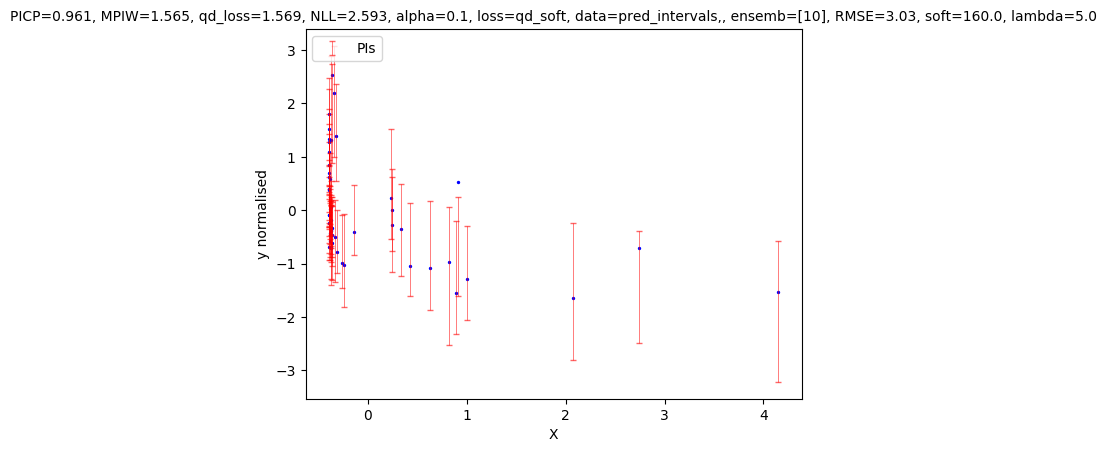 PICP=0.961, MPIW=1.565, qd_loss=1.569, NLL=2.593, alpha=0.1, loss=qd_soft, data=pred_intervals,, ensemb=[10], RMSE=3.03, soft=160.0, lambda=5.0
PIs
3
2
1
0
−1
−2
−3
y normalised
0 1 2 3 4
X